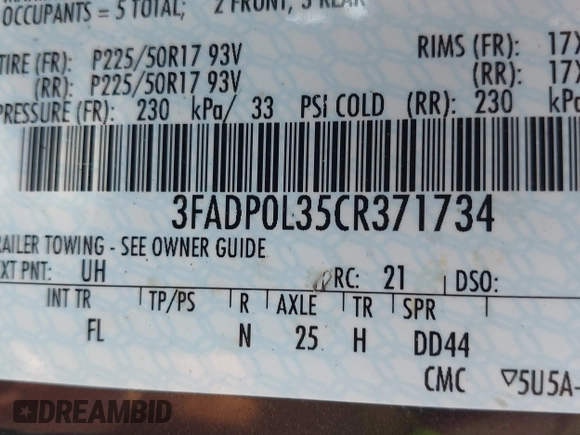 OCCUPANTS = 5 TOTAL; 2 FRONT, 3 REAR
TIRE (FR): P225/50R17 93V RIMS (FR): 17X
(RR): P225/50R17 93V (RR): 17X
PRESSURE (FR): 230 kPa/ 33 PSI COLD (RR): 230
3FADP0L35CR371734
RAILER TOWING - SEE OWNER GUIDE
EXT PNT: UH RC: 21 DSO:
INT TR TP/PS R AXLE TR SPR
FL N 25 H DD44
CMC ▽5U5A-
DREAMBID